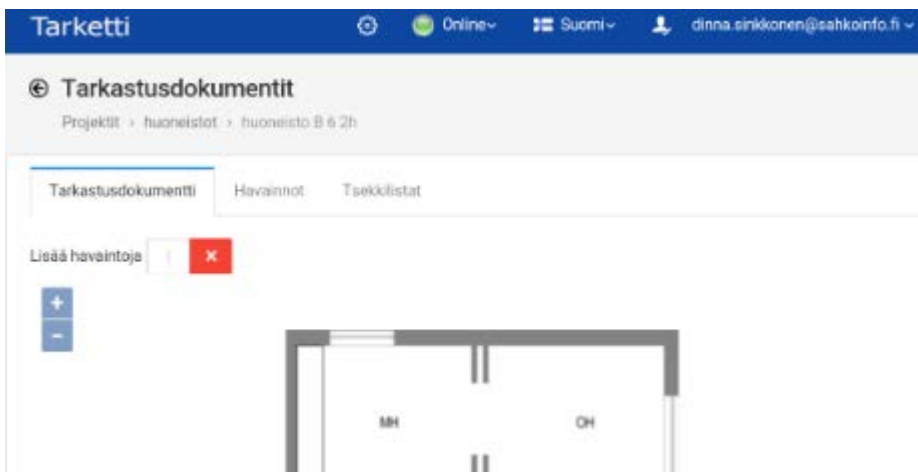 Tarketti Online Suomi dinna.sinkkonen@sahkoinfo.fi
Tarkastusdokumentit
Projektit › huoneistot › huoneisto B 6 2h
Tarkastusdokumentti Havainnot Tsekkilistat
Lisää havaintoja
+
−
MH OH